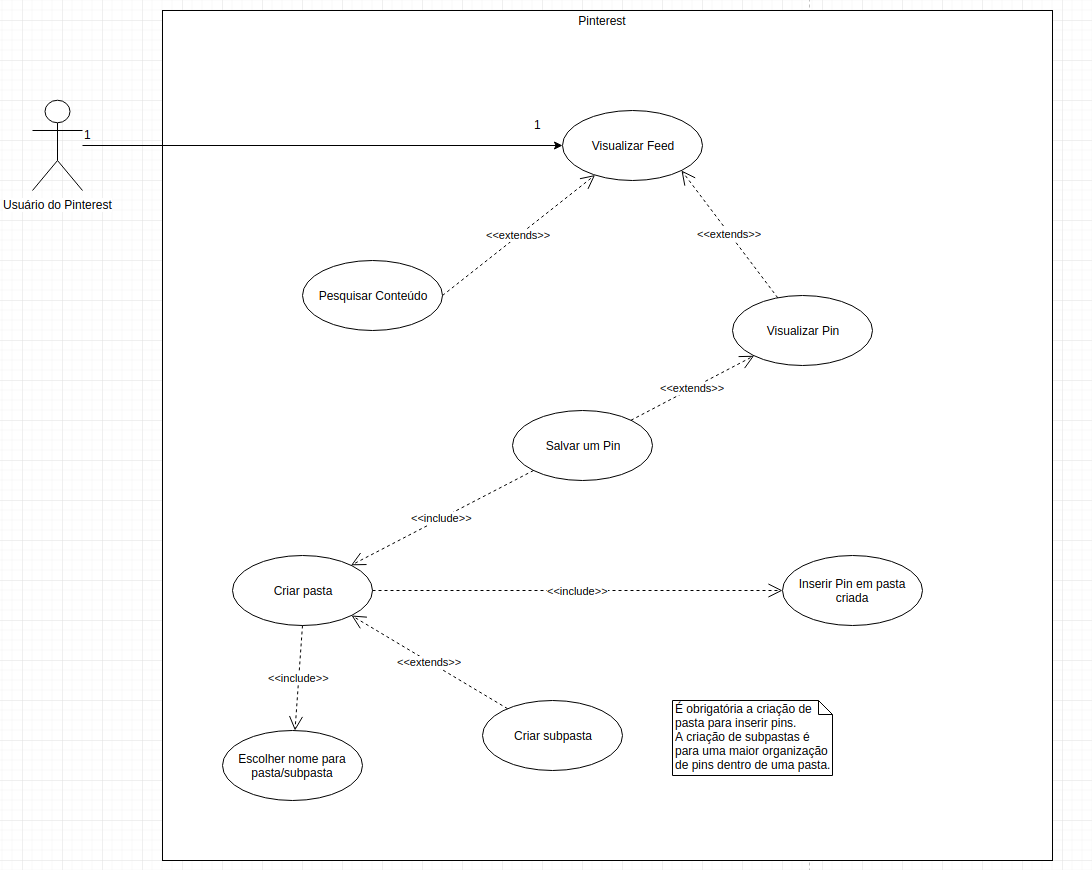 Pinterest
1
1
Visualizar Feed
Usuário do Pinterest
<<extends>>
<<extends>>
Pesquisar Conteúdo
Visualizar Pin
<<extends>>
Salvar um Pin
<<include>>
Criar pasta
<<include>>
Inserir Pin em pasta
criada
<<extends>>
<<include>>
Criar subpasta
Escolher nome para
pasta/subpasta
É obrigatória a criação de
pasta para inserir pins.
A criação de subpastas é
para uma maior organização
de pins dentro de uma pasta.